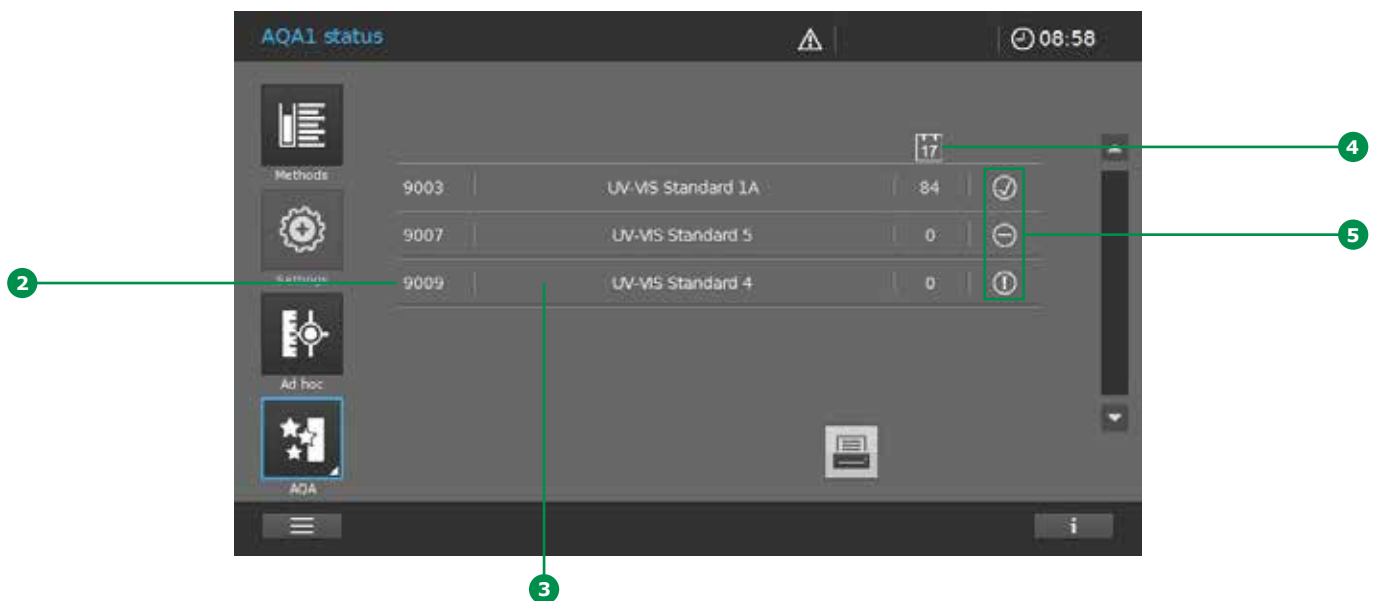 AQA1 status 08:58
17 4
Methods
9003 UV-VIS Standard 1A 84
9007 UV-VIS Standard 5 0 5
Settings
2 9009 UV-VIS Standard 4 0
Ad hoc
AQA
i
3